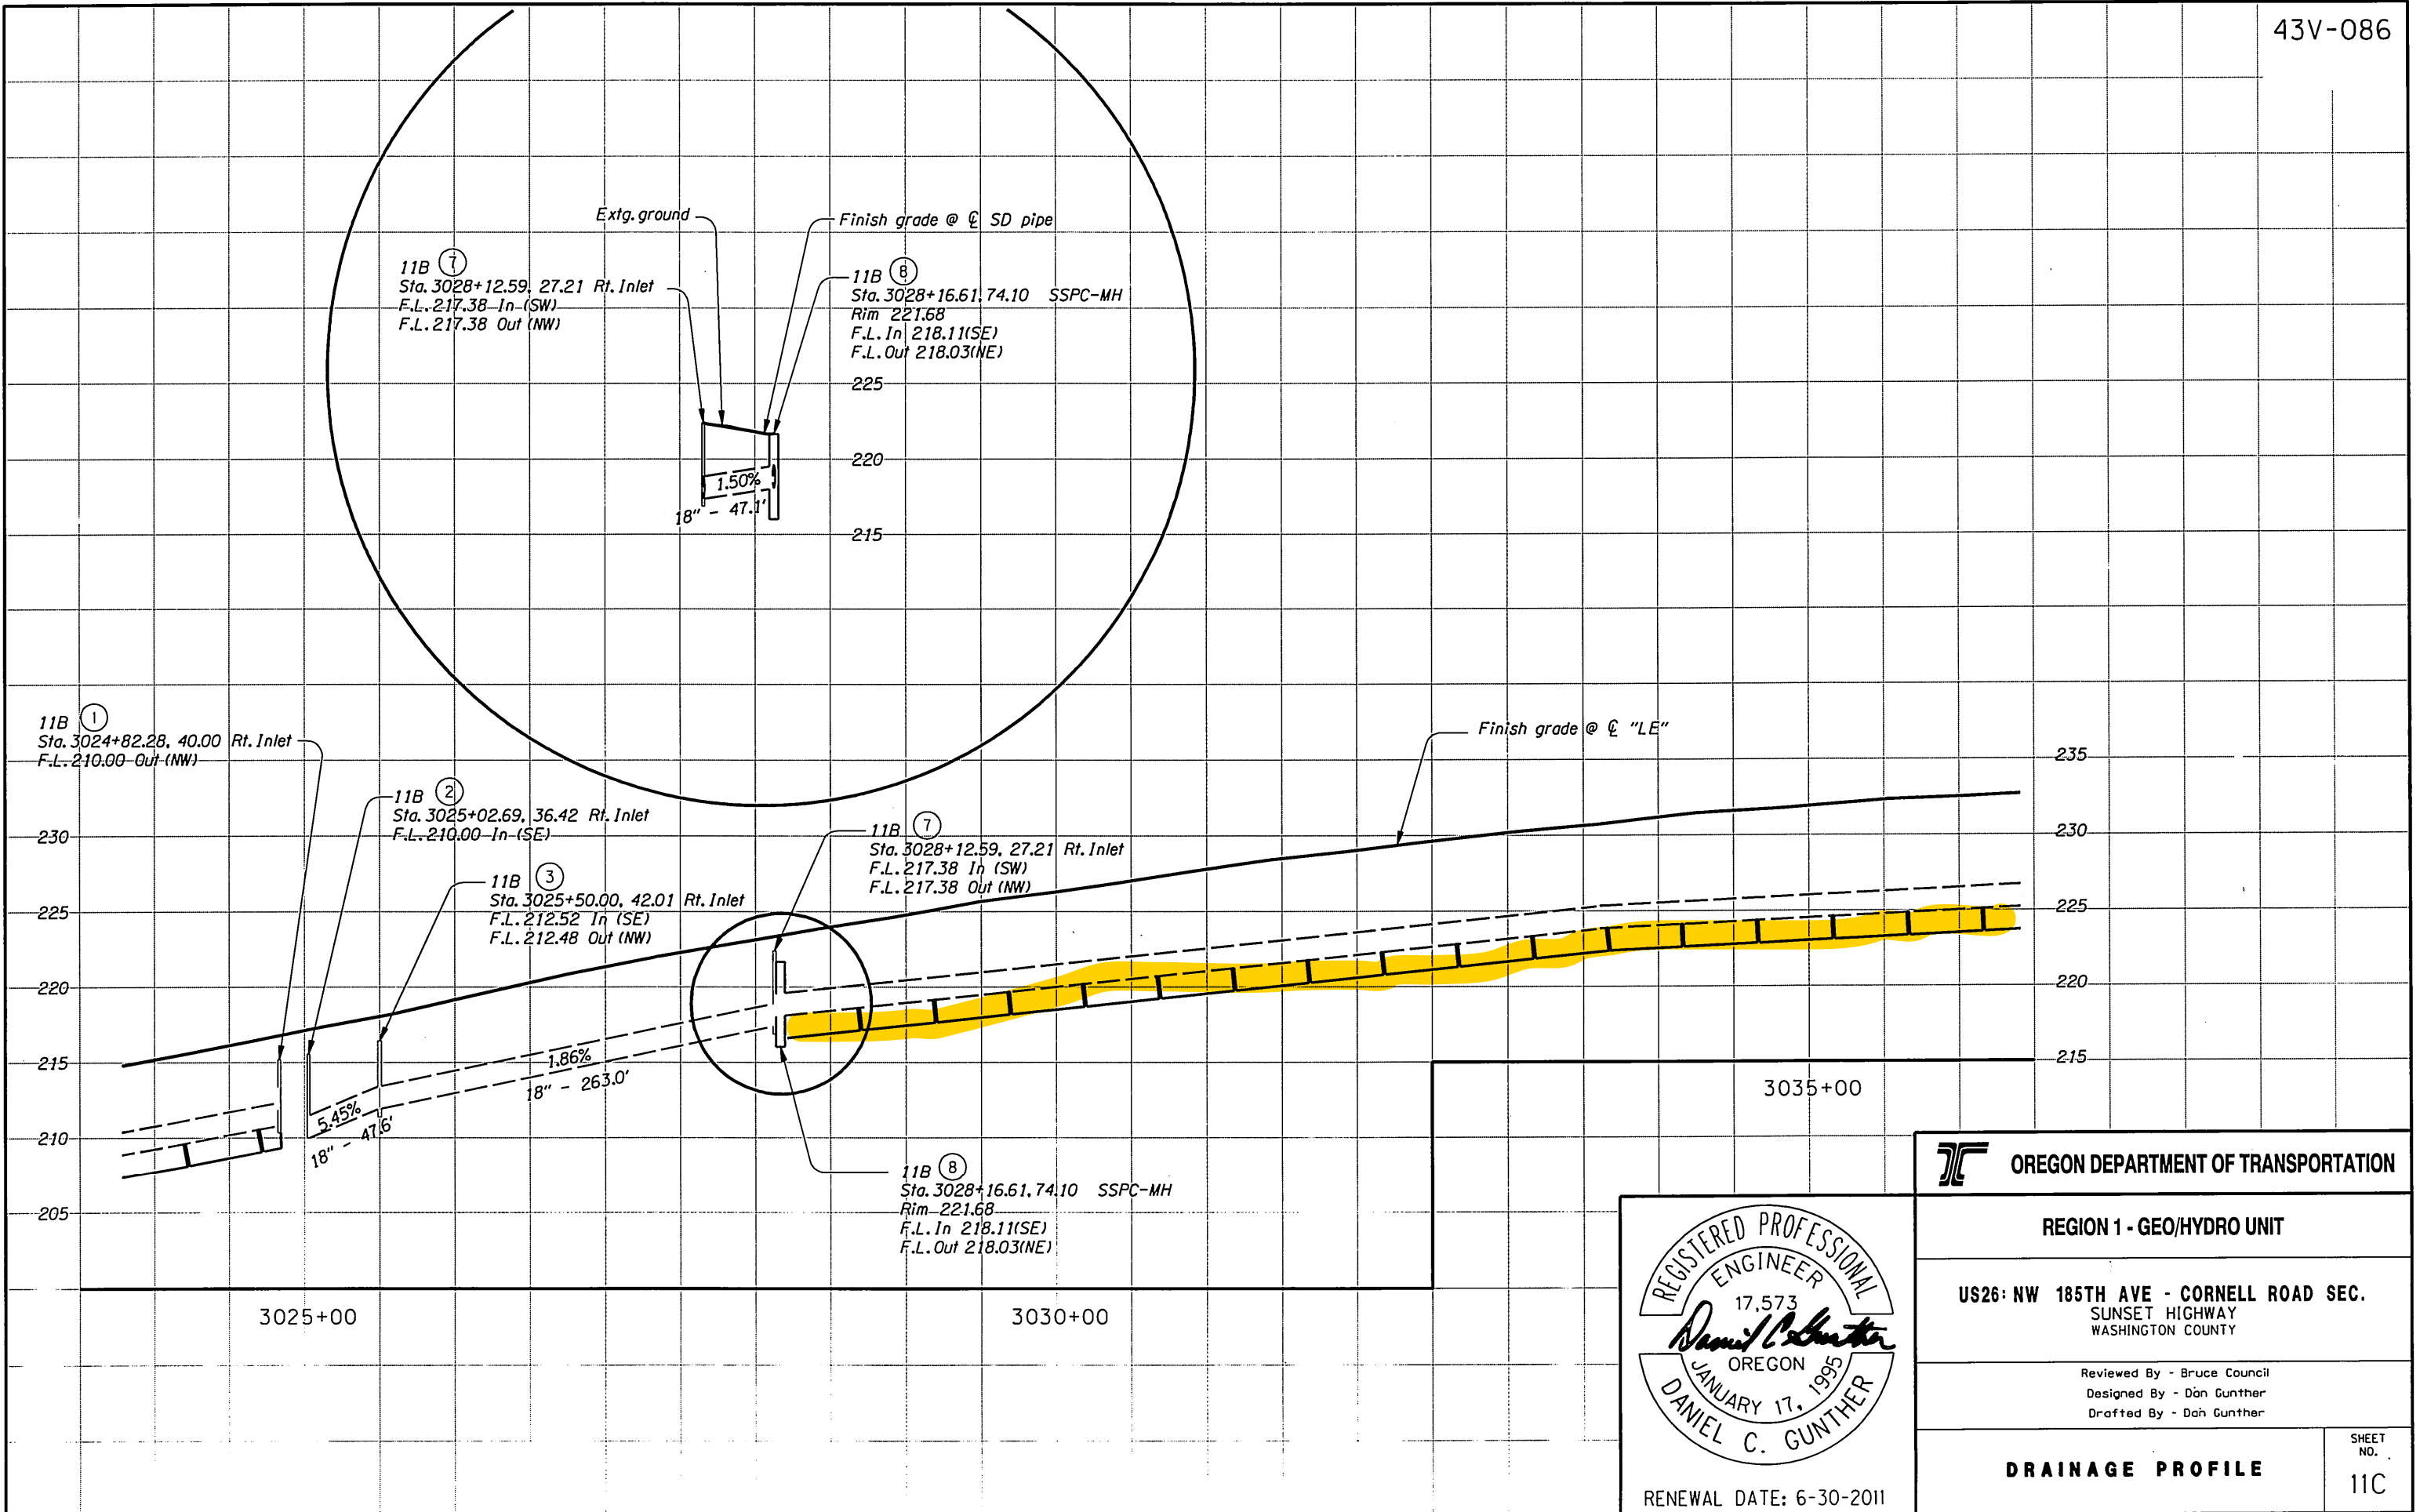 43V-086
Extg. ground
Finish grade @ ℄ SD pipe
11B 7
Sta. 3028+12.59, 27.21 Rt. Inlet
F.L. 217.38 In (SW)
F.L. 217.38 Out (NW)
11B 8
Sta. 3028+16.61, 74.10 SSPC-MH
Rim 221.68
F.L. In 218.11(SE)
F.L. Out 218.03(NE)
225
220
215
1.50%
18" - 47.1'
11B 1
Sta. 3024+82.28, 40.00 Rt. Inlet
F.L. 210.00 Out (NW)
11B 2
Sta. 3025+02.69, 36.42 Rt. Inlet
F.L. 210.00 In (SE)
11B 3
Sta. 3025+50.00, 42.01 Rt. Inlet
F.L. 212.52 In (SE)
F.L. 212.48 Out (NW)
11B 7
Sta. 3028+12.59, 27.21 Rt. Inlet
F.L. 217.38 In (SW)
F.L. 217.38 Out (NW)
Finish grade @ ℄ "LE"
230
225
220
215
210
205
235
230
225
220
215
5.45%
18" - 47.6'
1.86%
18" - 263.0'
11B 8
Sta. 3028+16.61, 74.10 SSPC-MH
Rim 221.68
F.L. In 218.11(SE)
F.L. Out 218.03(NE)
3025+00
3030+00
3035+00
REGISTERED PROFESSIONAL
ENGINEER
17,573
Daniel C Gunther
OREGON
JANUARY 17, 1995
DANIEL C. GUNTHER
RENEWAL DATE: 6-30-2011
OREGON DEPARTMENT OF TRANSPORTATION
REGION 1 - GEO/HYDRO UNIT
US26: NW 185TH AVE - CORNELL ROAD SEC.
SUNSET HIGHWAY
WASHINGTON COUNTY
Reviewed By - Bruce Council
Designed By - Dan Gunther
Drafted By - Dan Gunther
DRAINAGE PROFILE
SHEET
NO.
11C